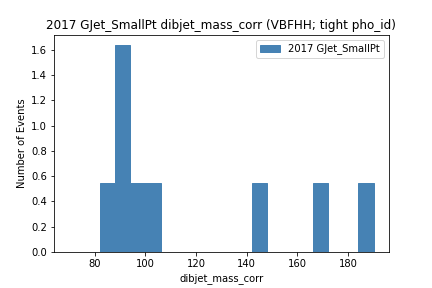 2017 GJet_SmallPt dibjet_mass_corr (VBFHH; tight pho_id)
2017 GJet_SmallPt
Number of Events
1.6
1.4
1.2
1.0
0.8
0.6
0.4
0.2
0.0
80 100 120 140 160 180
dibjet_mass_corr